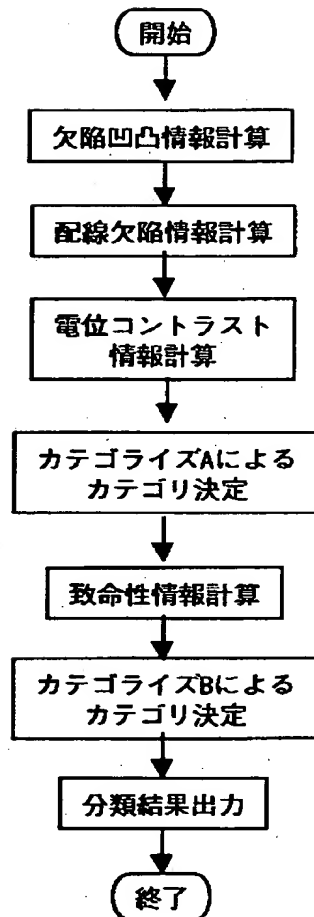 開始
欠陥凹凸情報計算
配線欠陥情報計算
電位コントラスト
情報計算
カテゴライズAによる
カテゴリ決定
致命性情報計算
カテゴライズBによる
カテゴリ決定
分類結果出力
終了